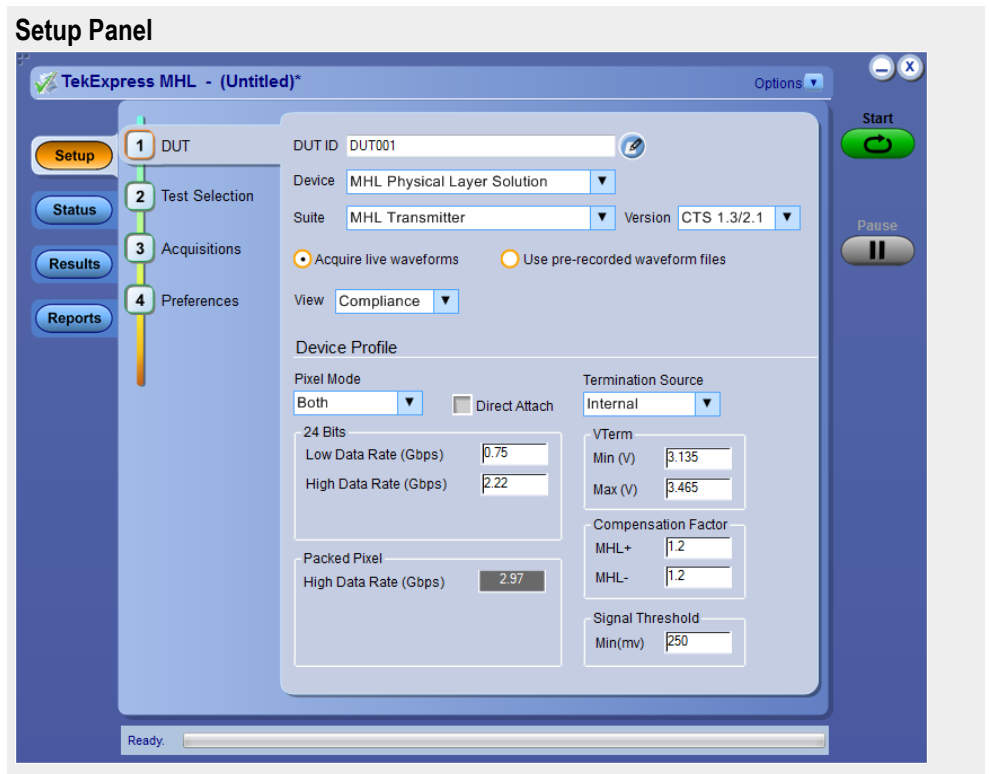 Setup Panel
TekExpress MHL - (Untitled)*
Options
X
Start
Pause
Setup
Status
Results
Reports
1 DUT
2 Test Selection
3 Acquisitions
4 Preferences
DUT ID DUT001
Device MHL Physical Layer Solution
Suite MHL Transmitter Version CTS 1.3/2.1
Acquire live waveforms Use pre-recorded waveform files
View Compliance
Device Profile
Pixel Mode
Both
Direct Attach
24 Bits
Low Data Rate (Gbps) 0.75
High Data Rate (Gbps) 2.22
Packed Pixel
High Data Rate (Gbps) 2.97
Termination Source
Internal
VTerm
Min (V) 3.135
Max (V) 3.465
Compensation Factor
MHL+ 1.2
MHL- 1.2
Signal Threshold
Min(mv) 250
Ready.